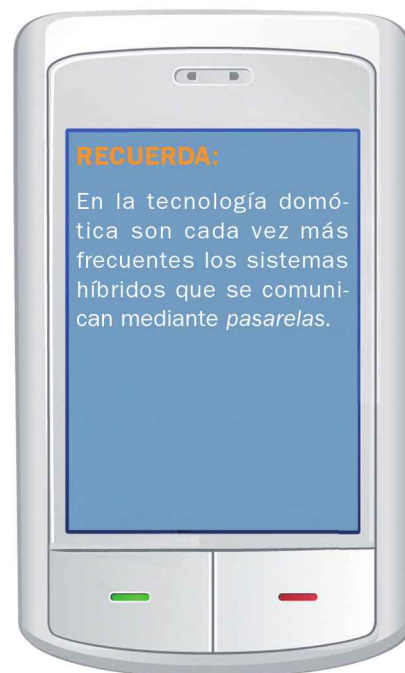 RECUERDA:
En la tecnología domó-
tica son cada vez más
frecuentes los sistemas
híbridos que se comuni-
can mediante pasarelas.